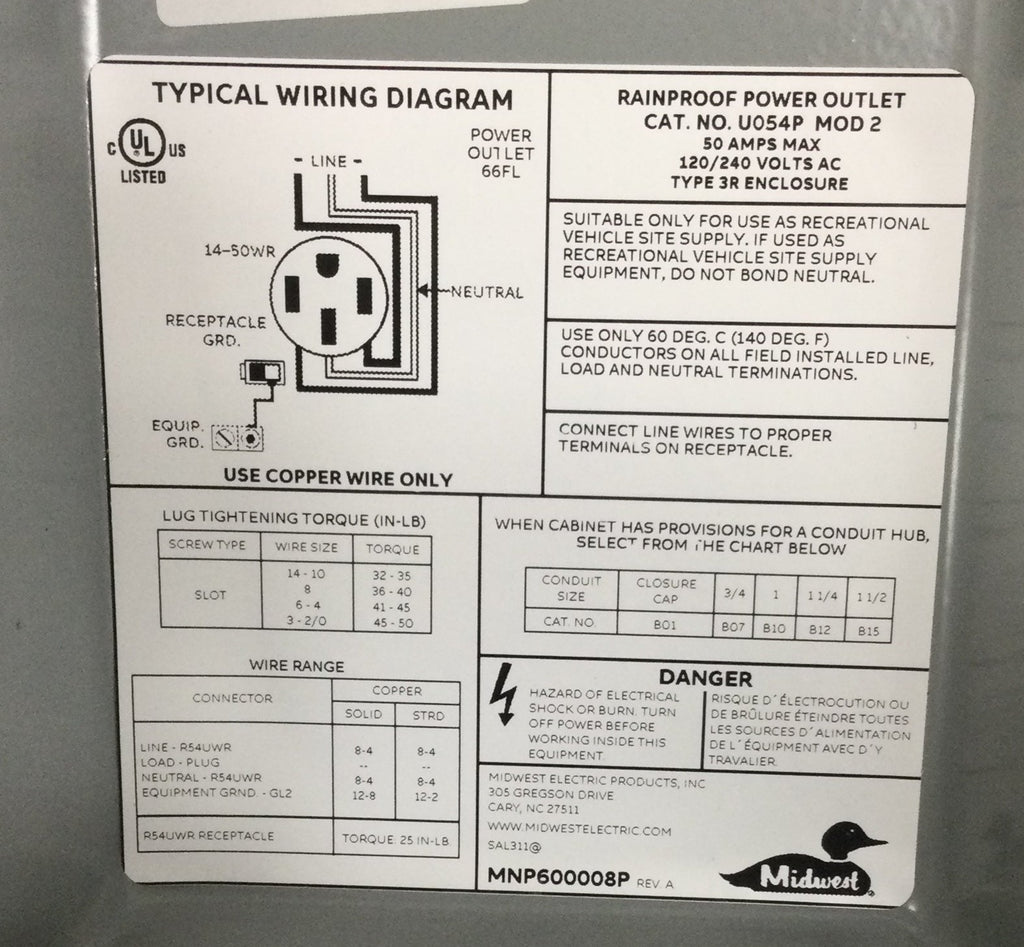 TYPICAL WIRING DIAGRAM
C UL US
LISTED
POWER
OUTLET
66FL
- LINE -
14-50WR
NEUTRAL
RECEPTACLE
GRD.
EQUIP.
GRD.
USE COPPER WIRE ONLY
RAINPROOF POWER OUTLET
CAT. NO. U054P MOD 2
50 AMPS MAX
120/240 VOLTS AC
TYPE 3R ENCLOSURE
SUITABLE ONLY FOR USE AS RECREATIONAL
VEHICLE SITE SUPPLY. IF USED AS
RECREATIONAL VEHICLE SITE SUPPLY
EQUIPMENT, DO NOT BOND NEUTRAL.
USE ONLY 60 DEG. C (140 DEG. F)
CONDUCTORS ON ALL FIELD INSTALLED LINE,
LOAD AND NEUTRAL TERMINATIONS.
CONNECT LINE WIRES TO PROPER
TERMINALS ON RECEPTACLE.
LUG TIGHTENING TORQUE (IN-LB)
SCREW TYPE WIRE SIZE TORQUE
14 - 10 32 - 35
SLOT 8 36 - 40
6 - 4 41 - 45
3 - 2/0 45 - 50
WIRE RANGE
CONNECTOR COPPER
SOLID STRD
LINE - R54UWR 8-4 8-4
LOAD - PLUG -- --
NEUTRAL - R54UWR 8-4 8-4
EQUIPMENT GRND. - GL2 12-8 12-2
R54UWR RECEPTACLE TORQUE: 25 IN-LB
WHEN CABINET HAS PROVISIONS FOR A CONDUIT HUB,
SELECT FROM THE CHART BELOW
CONDUIT SIZE CLOSURE CAP 3/4 1 1 1/4 1 1/2
CAT. NO B01 B07 B10 B12 B15
DANGER
HAZARD OF ELECTRICAL
SHOCK OR BURN. TURN
OFF POWER BEFORE
WORKING INSIDE THIS
EQUIPMENT.
RISQUE D'ÉLECTROCUTION OU
DE BRÛLURE ÉTEINDRE TOUTES
LES SOURCES D'ALIMENTATION
DE L'ÉQUIPMENT AVEC D'Y
TRAVALIER.
MIDWEST ELECTRIC PRODUCTS, INC
305 GREGSON DRIVE
CARY, NC 27511
WWW.MIDWESTELECTRIC.COM
SAL311@
MNP600008P REV. A
Midwest